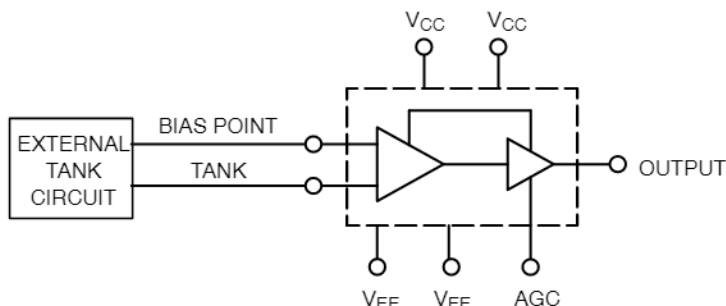 VCC VCC
BIAS POINT
EXTERNAL
TANK
CIRCUIT
TANK
OUTPUT
VEE VEE AGC